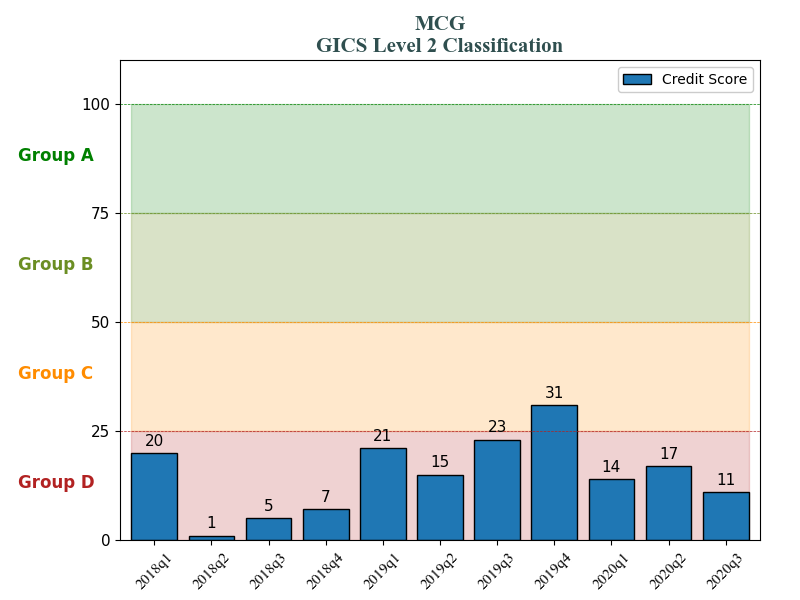 MCG
GICS Level 2 Classification
Credit Score
100
Group A
75
Group B
50
Group C
25
Group D
0
20
1
5
7
21
15
23
31
14
17
11
2018q1
2018q2
2018q3
2018q4
2019q1
2019q2
2019q3
2019q4
2020q1
2020q2
2020q3